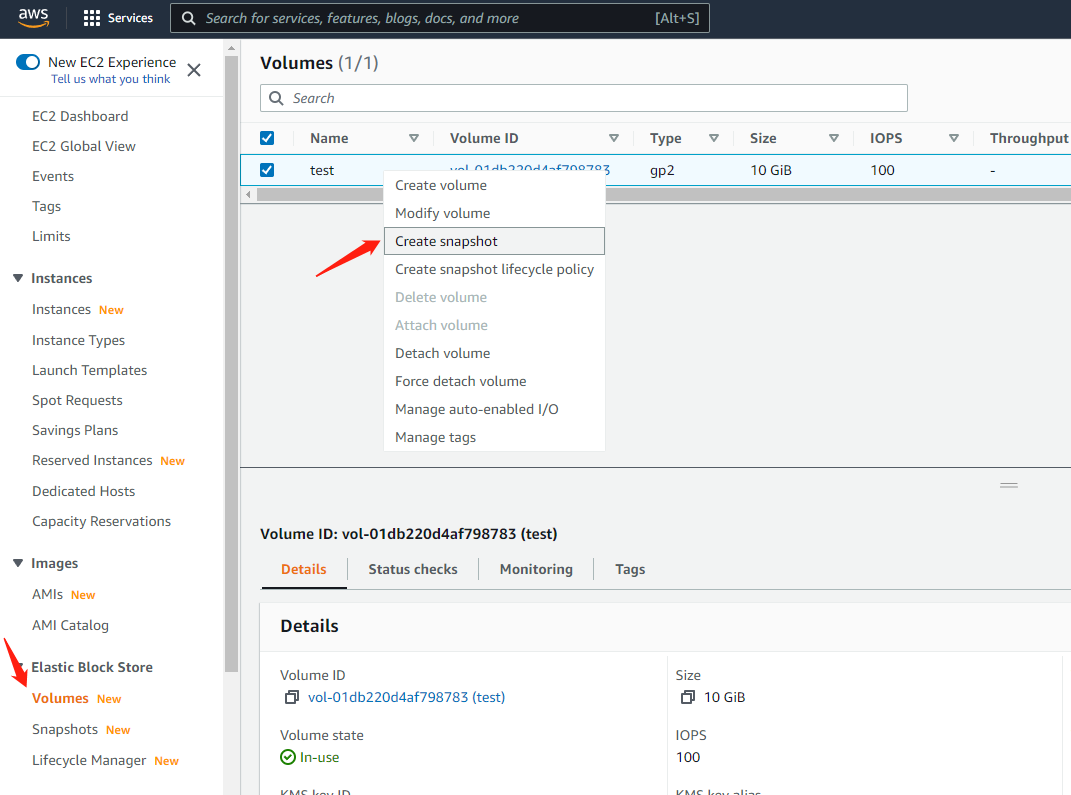 aws
Services
Search for services, features, blogs, docs, and more
[Alt+S]
New EC2 Experience
Tell us what you think
EC2 Dashboard
EC2 Global View
Events
Tags
Limits
Instances
Instances New
Instance Types
Launch Templates
Spot Requests
Savings Plans
Reserved Instances New
Dedicated Hosts
Capacity Reservations
Images
AMIs New
AMI Catalog
Elastic Block Store
Volumes New
Snapshots New
Lifecycle Manager New
Volumes (1/1)
Search
Name Volume ID Type Size IOPS Throughput
test vol-01db220d4af798783 gp2 10 GiB 100 -
Create volume
Modify volume
Create snapshot
Create snapshot lifecycle policy
Delete volume
Attach volume
Detach volume
Force detach volume
Manage auto-enabled I/O
Manage tags
Volume ID: vol-01db220d4af798783 (test)
Details Status checks Monitoring Tags
Details
Volume ID
vol-01db220d4af798783 (test)
Size
10 GiB
Volume state
In-use
IOPS
100
KMS key ID
KMS key alias